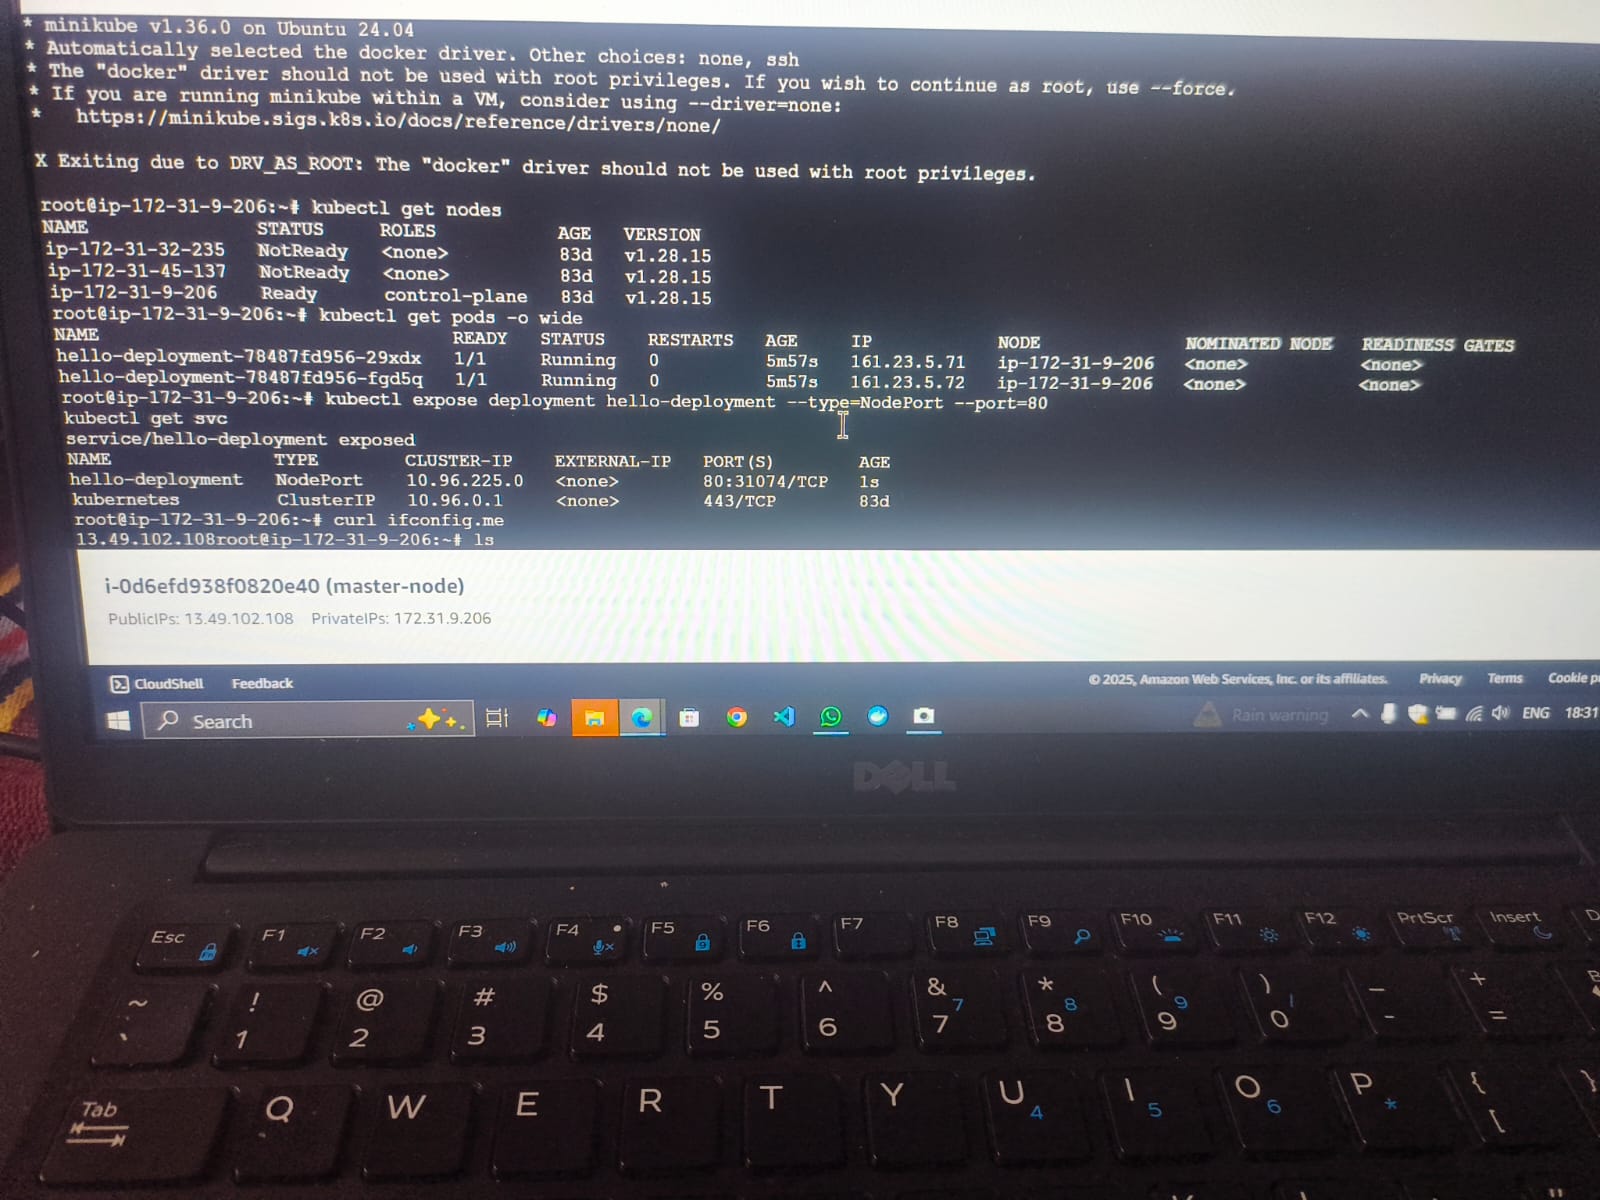 * minikube v1.36.0 on Ubuntu 24.04
* Automatically selected the docker driver. Other choices: none, ssh
* The "docker" driver should not be used with root privileges. If you wish to continue as root, use --force.
* If you are running minikube within a VM, consider using --driver=none:
*   https://minikube.sigs.k8s.io/docs/reference/drivers/none/
X Exiting due to DRV_AS_ROOT: The "docker" driver should not be used with root privileges.
root@ip-172-31-9-206:~# kubectl get nodes
NAME STATUS ROLES AGE VERSION
ip-172-31-32-235 NotReady <none> 83d v1.28.15
ip-172-31-45-137 NotReady <none> 83d v1.28.15
ip-172-31-9-206 Ready control-plane 83d v1.28.15
root@ip-172-31-9-206:~# kubectl get pods -o wide
NAME READY STATUS RESTARTS AGE IP NODE NOMINATED NODE READINESS GATES
hello-deployment-78487fd956-29xdx 1/1 Running 0 5m57s 161.23.5.71 ip-172-31-9-206 <none> <none>
hello-deployment-78487fd956-fgd5q 1/1 Running 0 5m57s 161.23.5.72 ip-172-31-9-206 <none> <none>
root@ip-172-31-9-206:~# kubectl expose deployment hello-deployment --type=NodePort --port=80
kubectl get svc
service/hello-deployment exposed
NAME TYPE CLUSTER-IP EXTERNAL-IP PORT(S) AGE
hello-deployment NodePort 10.96.225.0 <none> 80:31074/TCP 1s
kubernetes ClusterIP 10.96.0.1 <none> 443/TCP 83d
root@ip-172-31-9-206:~# curl ifconfig.me
13.49.102.108root@ip-172-31-9-206:~# ls
i-0d6efd938f0820e40 (master-node)
PublicIPs: 13.49.102.108 PrivateIPs: 172.31.9.206
CloudShell Feedback © 2025, Amazon Web Services, Inc. or its affiliates. Privacy Terms Cookie
Search Rain warning ENG 18:31
DELL
Esc F1 F2 F3 F4 F5 F6 F7 F8 F9 F10 F11 F12 PrtScr Insert
~ ! @ # $ % ^ & 7 * 8 ( 9 ) / _ +
` 1 2 3 4 5 6 7 8 9 0 - =
Tab Q W E R T Y U 4 I 5 O 6 P * { [ }